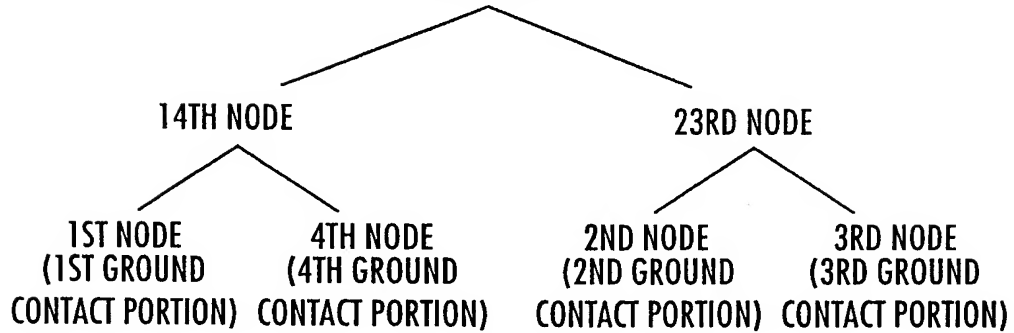 14TH NODE
23RD NODE
1ST NODE
(1ST GROUND
CONTACT PORTION)
4TH NODE
(4TH GROUND
CONTACT PORTION)
2ND NODE
(2ND GROUND
CONTACT PORTION)
3RD NODE
(3RD GROUND
CONTACT PORTION)